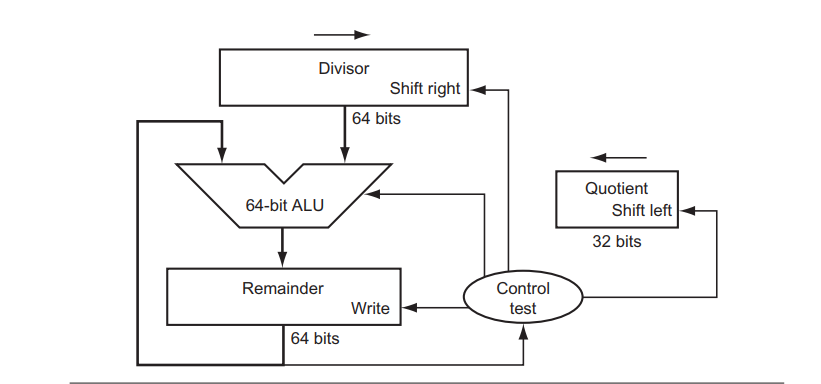 Divisor
Shift right
64 bits
64-bit ALU
Quotient
Shift left
32 bits
Remainder
Write
64 bits
Control
test